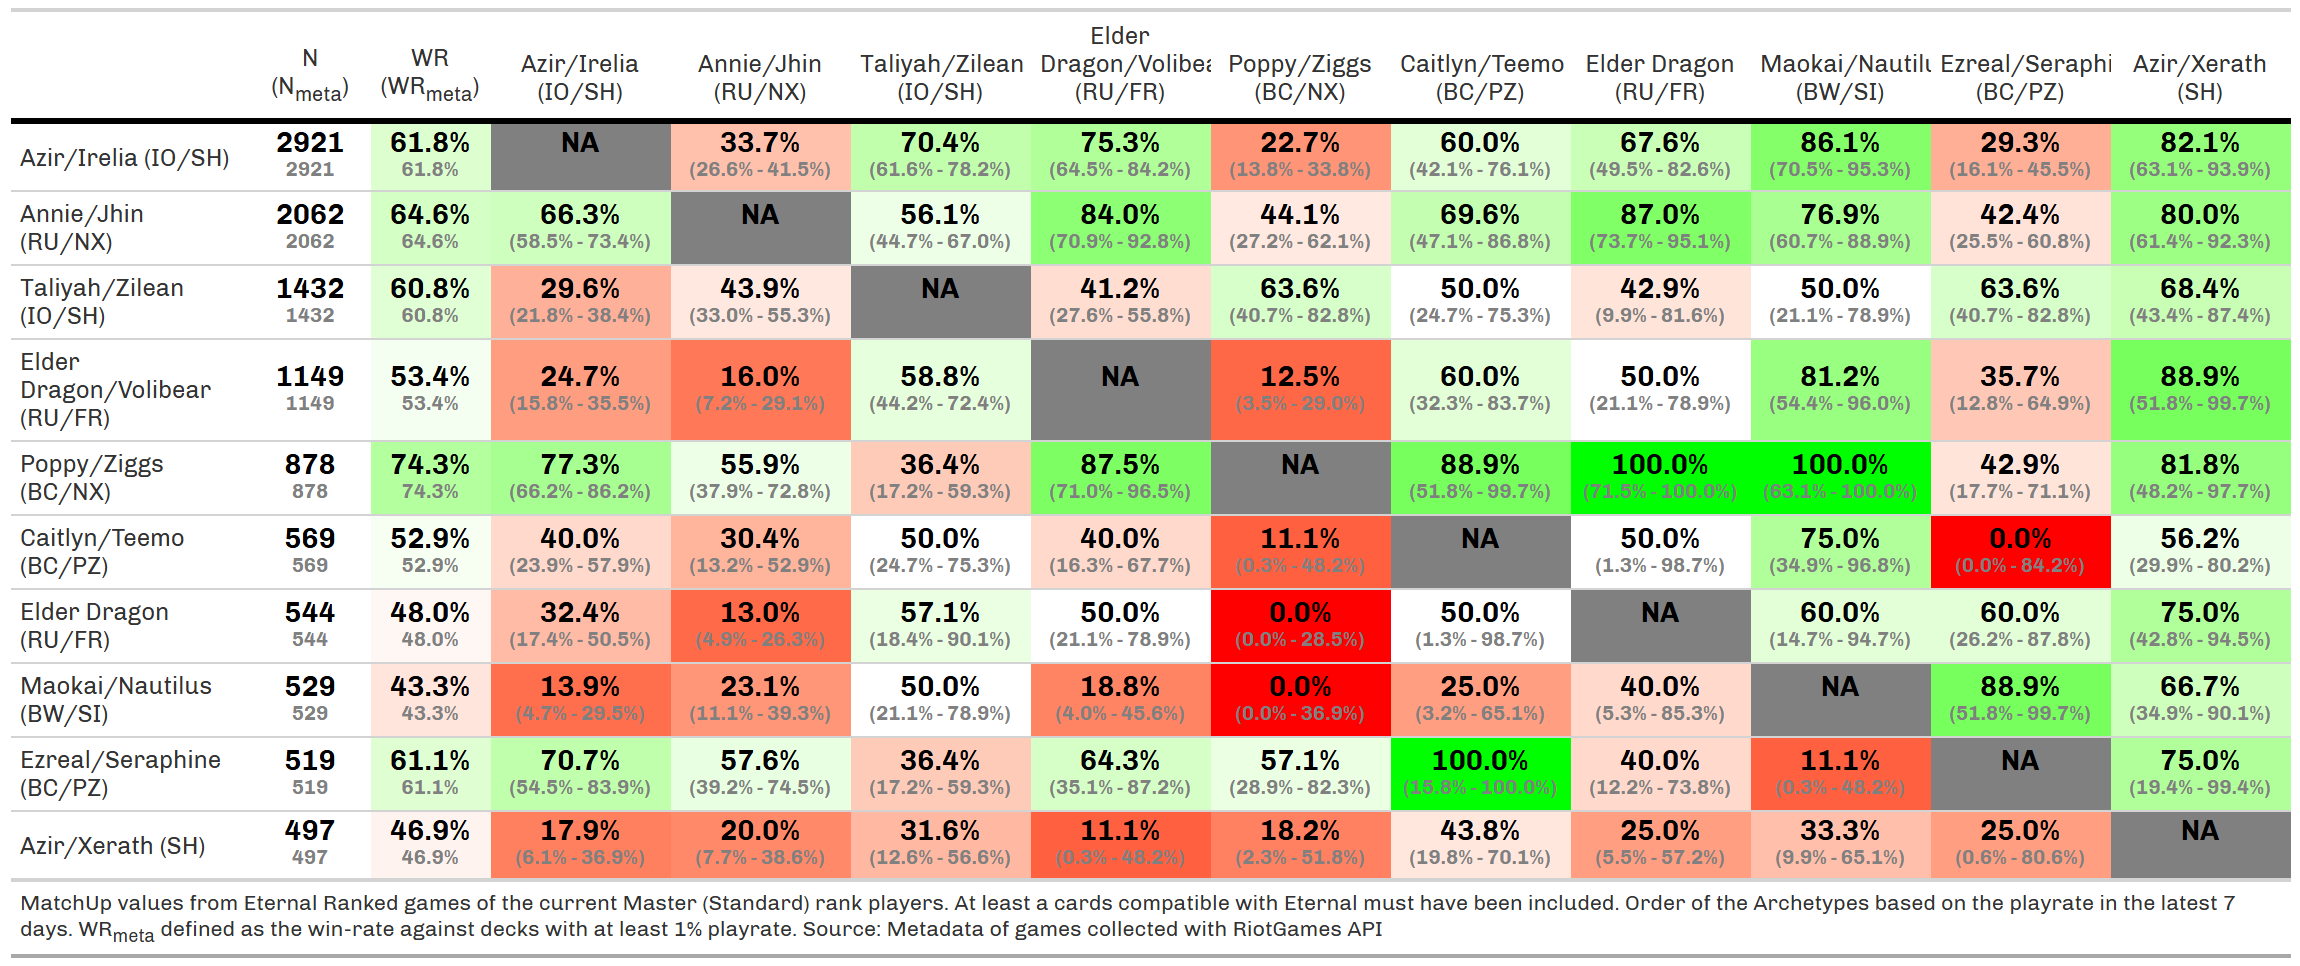 N WR Elder
(Nmeta) (WRmeta) Azir/Irelia Annie/Jhin Taliyah/Zilean Dragon/Volibea Poppy/Ziggs Caitlyn/Teemo Elder Dragon Maokai/Nautilu Ezreal/Seraphi Azir/Xerath
(IO/SH) (RU/NX) (IO/SH) (RU/FR) (BC/NX) (BC/PZ) (RU/FR) (BW/SI) (BC/PZ) (SH)
Azir/Irelia (IO/SH) 2921 61.8% NA 33.7% 70.4% 75.3% 22.7% 60.0% 67.6% 86.1% 29.3% 82.1%
2921 61.8% (26.6% - 41.5%) (61.6% - 78.2%) (64.5% - 84.2%) (13.8% - 33.8%) (42.1% - 76.1%) (49.5% - 82.6%) (70.5% - 95.3%) (16.1% - 45.5%) (63.1% - 93.9%)
Annie/Jhin 2062 64.6% 66.3% NA 56.1% 84.0% 44.1% 69.6% 87.0% 76.9% 42.4% 80.0%
(RU/NX) 2062 64.6% (58.5% - 73.4%) (44.7% - 67.0%) (70.9% - 92.8%) (27.2% - 62.1%) (47.1% - 86.8%) (73.7% - 95.1%) (60.7% - 88.9%) (25.5% - 60.8%) (61.4% - 92.3%)
Taliyah/Zilean 1432 60.8% 29.6% 43.9% NA 41.2% 63.6% 50.0% 42.9% 50.0% 63.6% 68.4%
(IO/SH) 1432 60.8% (21.8% - 38.4%) (33.0% - 55.3%) (27.6% - 55.8%) (40.7% - 82.8%) (24.7% - 75.3%) (9.9% - 81.6%) (21.1% - 78.9%) (40.7% - 82.8%) (43.4% - 87.4%)
Elder
Dragon/Volibear 1149 53.4% 24.7% 16.0% 58.8% NA 12.5% 60.0% 50.0% 81.2% 35.7% 88.9%
(RU/FR) 1149 53.4% (15.8% - 35.5%) (7.2% - 29.1%) (44.2% - 72.4%) (3.5% - 29.0%) (32.3% - 83.7%) (21.1% - 78.9%) (54.4% - 96.0%) (12.8% - 64.9%) (51.8% - 99.7%)
Poppy/Ziggs 878 74.3% 77.3% 55.9% 36.4% 87.5% NA 88.9% 100.0% 100.0% 42.9% 81.8%
(BC/NX) 878 74.3% (66.2% - 86.2%) (37.9% - 72.8%) (17.2% - 59.3%) (71.0% - 96.5%) (51.8% - 99.7%) (71.5% - 100.0%) (63.1% - 100.0%) (17.7% - 71.1%) (48.2% - 97.7%)
Caitlyn/Teemo 569 52.9% 40.0% 30.4% 50.0% 40.0% 11.1% NA 50.0% 75.0% 0.0% 56.2%
(BC/PZ) 569 52.9% (23.9% - 57.9%) (13.2% - 52.9%) (24.7% - 75.3%) (16.3% - 67.7%) (0.3% - 48.2%) (1.3% - 98.7%) (34.9% - 96.8%) (0.0% - 84.2%) (29.9% - 80.2%)
Elder Dragon 544 48.0% 32.4% 13.0% 57.1% 50.0% 0.0% 50.0% NA 60.0% 60.0% 75.0%
(RU/FR) 544 48.0% (17.4% - 50.5%) (4.9% - 26.3%) (18.4% - 90.1%) (21.1% - 78.9%) (0.0% - 28.5%) (1.3% - 98.7%) (14.7% - 94.7%) (26.2% - 87.8%) (42.8% - 94.5%)
Maokai/Nautilus 529 43.3% 13.9% 23.1% 50.0% 18.8% 0.0% 25.0% 40.0% NA 88.9% 66.7%
(BW/SI) 529 43.3% (4.7% - 29.5%) (11.1% - 39.3%) (21.1% - 78.9%) (4.0% - 45.6%) (0.0% - 36.9%) (3.2% - 65.1%) (5.3% - 85.3%) (51.8% - 99.7%) (34.9% - 90.1%)
Ezreal/Seraphine 519 61.1% 70.7% 57.6% 36.4% 64.3% 57.1% 100.0% 40.0% 11.1% NA 75.0%
(BC/PZ) 519 61.1% (54.5% - 83.9%) (39.2% - 74.5%) (17.2% - 59.3%) (35.1% - 87.2%) (28.9% - 82.3%) (15.8% - 100.0%) (12.2% - 73.8%) (0.3% - 48.2%) (19.4% - 99.4%)
Azir/Xerath (SH) 497 46.9% 17.9% 20.0% 31.6% 11.1% 18.2% 43.8% 25.0% 33.3% 25.0% NA
497 46.9% (6.1% - 36.9%) (7.7% - 38.6%) (12.6% - 56.6%) (0.3% - 48.2%) (2.3% - 51.8%) (19.8% - 70.1%) (5.5% - 57.2%) (9.9% - 65.1%) (0.6% - 80.6%)
MatchUp values from Eternal Ranked games of the current Master (Standard) rank players. At least a cards compatible with Eternal must have been included. Order of the Archetypes based on the playrate in the latest 7
days. WRmeta defined as the win-rate against decks with at least 1% playrate. Source: Metadata of games collected with RiotGames API